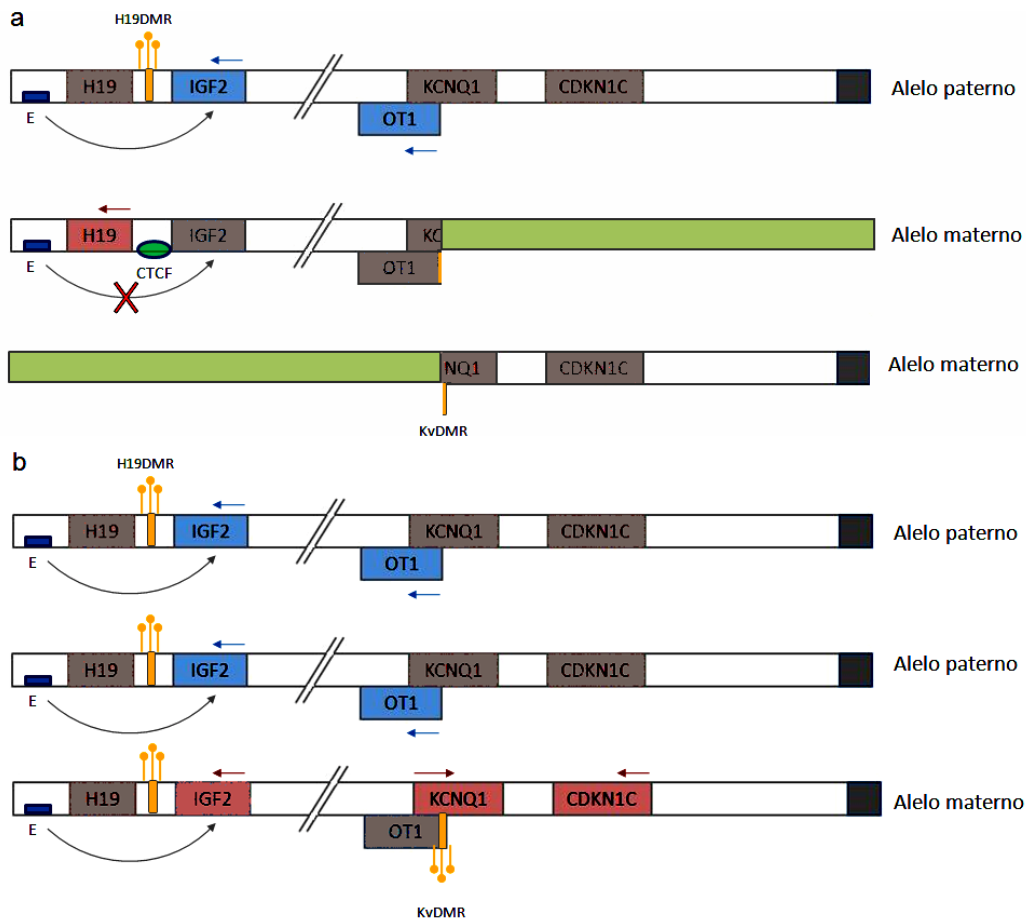 a
H19DMR
H19 IGF2 KCNQ1 CDKN1C Alelo paterno
E OT1
H19 IGF2 KC Alelo materno
E CTCF OT1
NQ1 CDKN1C Alelo materno
KvDMR
b
H19DMR
H19 IGF2 KCNQ1 CDKN1C Alelo paterno
E OT1
H19 IGF2 KCNQ1 CDKN1C Alelo paterno
E OT1
H19 IGF2 KCNQ1 CDKN1C Alelo materno
E OT1
KvDMR